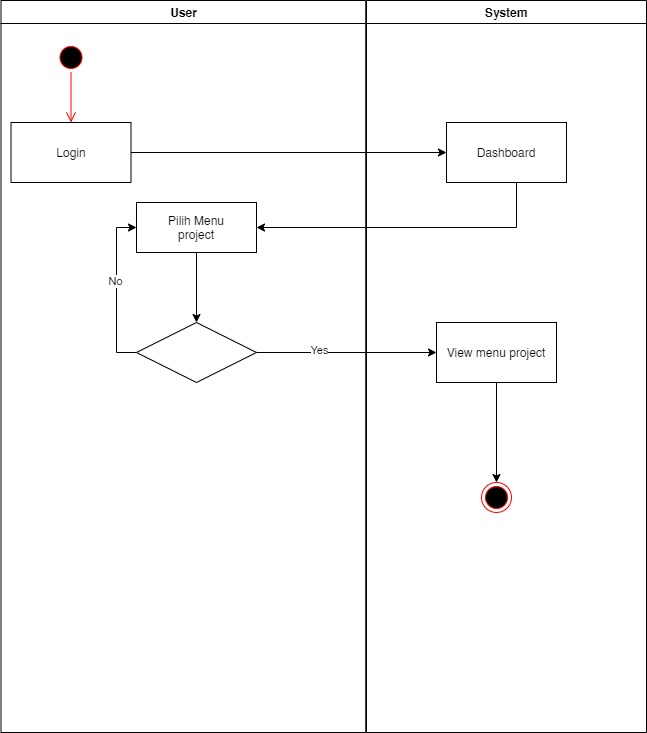 User
System
Login
Dashboard
Pilih Menu
project
No
Yes
View menu project